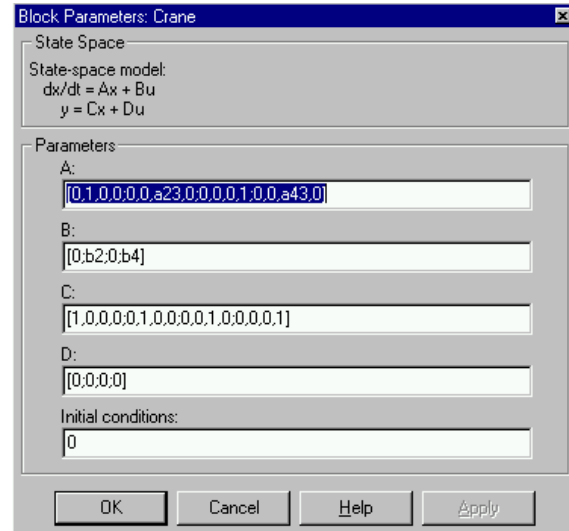 Block Parameters: Crane
State Space
State-space model:
dx/dt = Ax + Bu
y = Cx + Du
Parameters
A:
[0,1,0,0;0,0,a23,0;0,0,0,1;0,0,a43,0]
B:
[0;b2;0;b4]
C:
[1,0,0,0;0,1,0,0;0,0,1,0;0,0,0,1]
D:
[0;0;0;0]
Initial conditions:
0
OK Cancel Help Apply